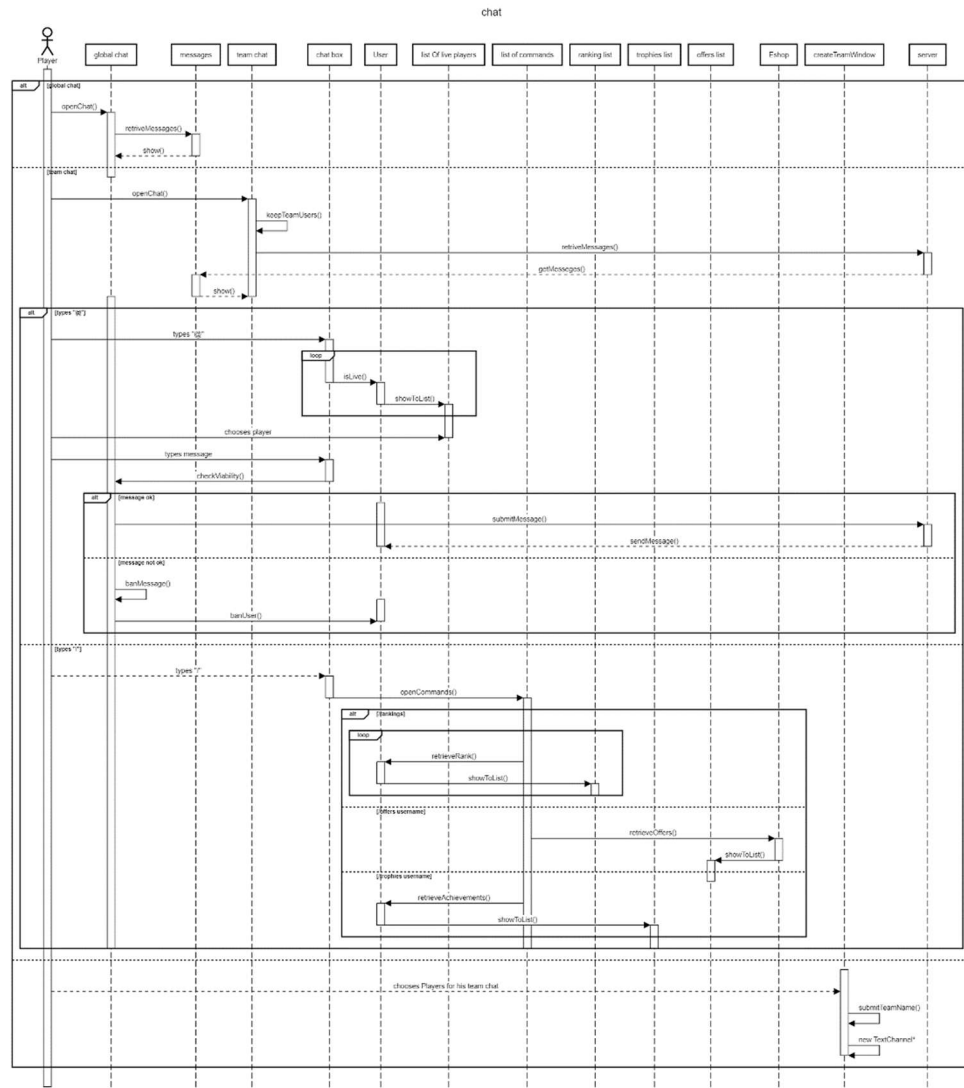 chat
Player
global chat
messages
team chat
chat box
User
list Of live players
list of commands
ranking list
trophies list
offers list
Eshop
createTeamWindow
server
alt
[global chat]
openChat()
retriveMessages()
show()
[team chat]
openChat()
keepTeamUsers()
retriveMessages()
getMesseges()
show()
alt
[types "@"]
types "@"
loop
isLive()
showToList()
chooses player
types message
checkViability()
alt
[message ok]
submitMessage()
sendMessage()
[message not ok]
banMessage()
banUser()
[types "/"]
types "/"
openCommands()
alt
[/rankings]
loop
retrieveRank()
showToList()
[/offers username]
retrieveOffers()
showToList()
[/trophies username]
retrieveAchievements()
showToList()
chooses Players for his team chat
submitTeamName()
new TextChannel*